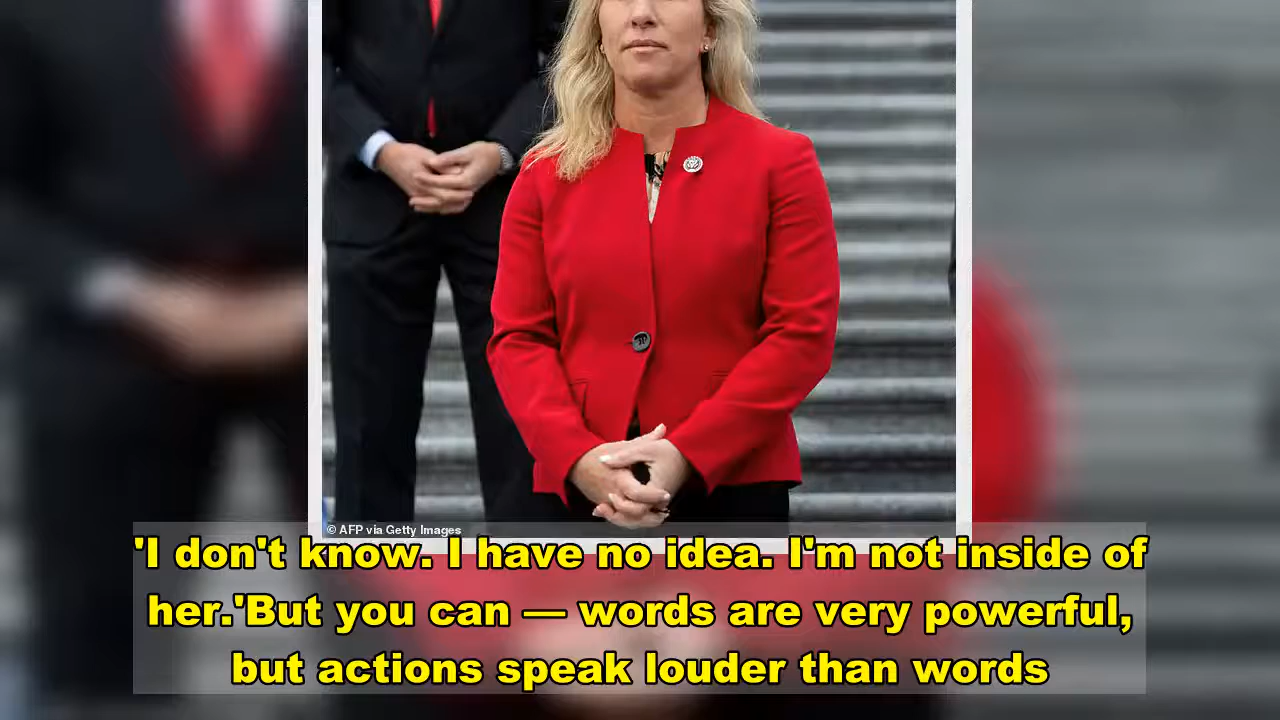 © AFP via Getty Images
'I don't know. I have no idea. I'm not inside of
her.'But you can — words are very powerful,
but actions speak louder than words